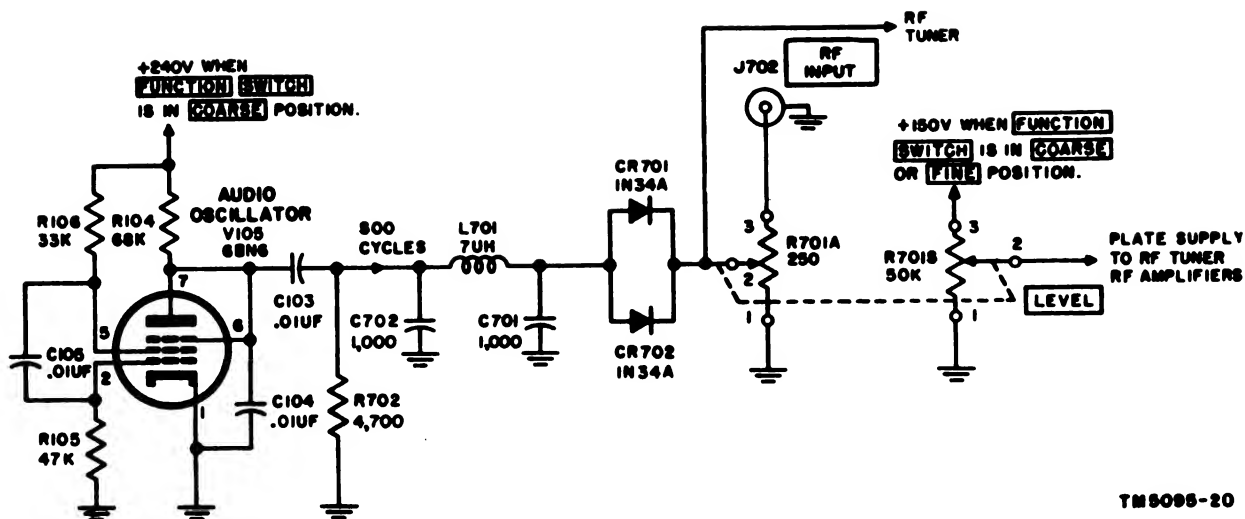 RF
TUNER
J702
RF
INPUT
+240V WHEN
FUNCTION SWITCH
IS IN COARSE POSITION.
+150V WHEN FUNCTION
SWITCH IS IN COARSE
OR FINE POSITION.
R106
33K
R104
68K
AUDIO
OSCILLATOR
V105
6BN6
800
CYCLES
L701
7UH
CR701
1N34A
3
R701A
250
2
1
3
R701B
50K
2
1
PLATE SUPPLY
TO RF TUNER
RF AMPLIFIERS
LEVEL
7
C103
.01UF
5
6
C105
.01UF
2
1
C702
1,000
C701
1,000
CR702
1N34A
C104
.01UF
R702
4,700
R105
47K
TM5095-20